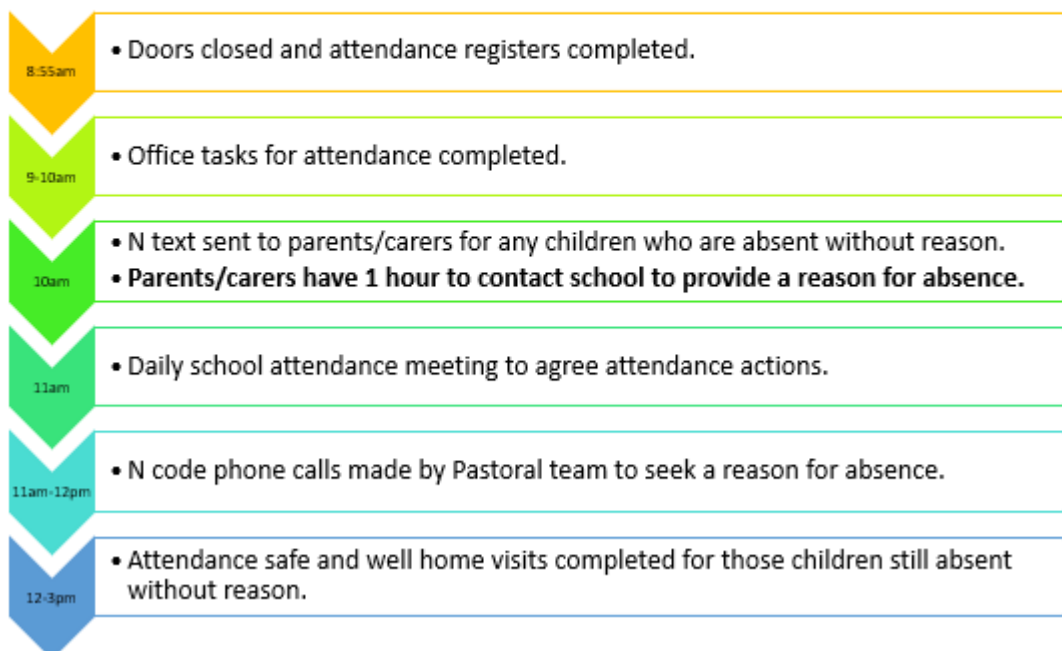 8:55am
• Doors closed and attendance registers completed.
9-10am
• Office tasks for attendance completed.
10am
• N text sent to parents/carers for any children who are absent without reason.
• Parents/carers have 1 hour to contact school to provide a reason for absence.
11am
• Daily school attendance meeting to agree attendance actions.
11am-12pm
• N code phone calls made by Pastoral team to seek a reason for absence.
12-3pm
• Attendance safe and well home visits completed for those children still absent
without reason.